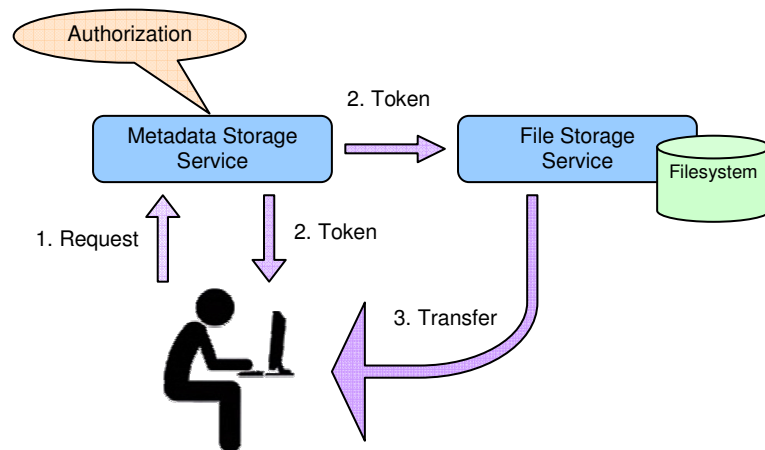 Authorization
2. Token
Metadata Storage
Service
File Storage
Service
Filesystem
1. Request
2. Token
3. Transfer